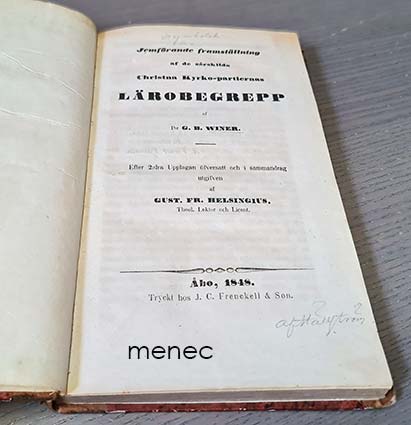 Jemförande framställning
af de särskilda
Christna Kyrko-partiernas
LÄROBEGREPP
af
Dr G. B. WINER.
Efter 2:dra Upplagan öfversatt och i sammandrag
utgifven
af
GUST. FR. HELSINGIUS,
Theol. Lektor och Licent.
Åbo, 1848.
Tryckt hos J. C. Frenckell & Son.
menec